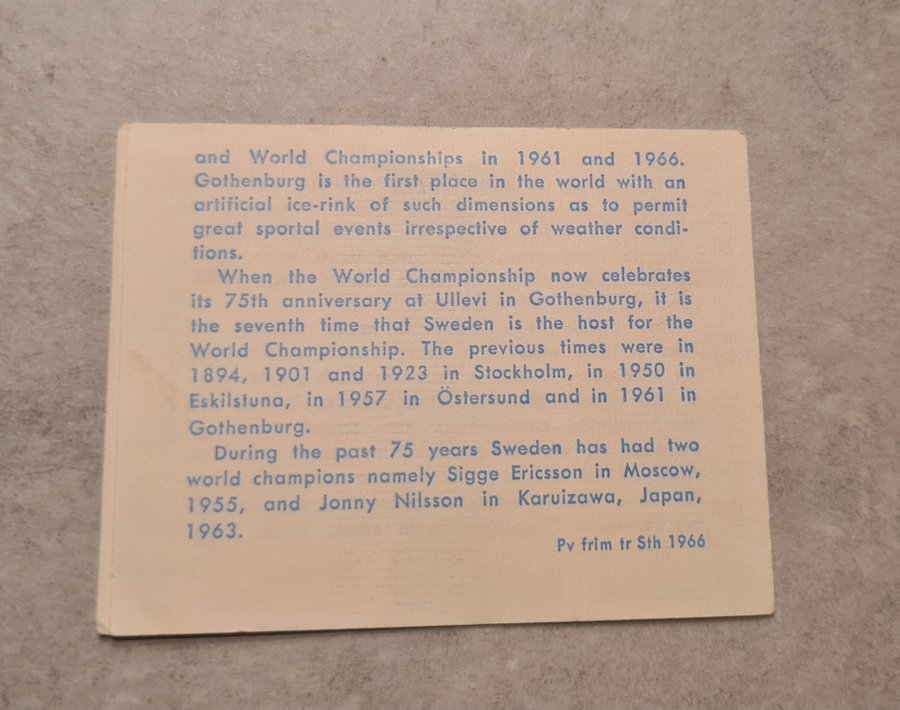 and World Championships in 1961 and 1966.
Gothenburg is the first place in the world with an
artificial ice-rink of such dimensions as to permit
great sportal events irrespective of weather condi-
tions.
When the World Championship now celebrates
its 75th anniversary at Ullevi in Gothenburg, it is
the seventh time that Sweden is the host for the
World Championship. The previous times were in
1894, 1901 and 1923 in Stockholm, in 1950 in
Eskilstuna, in 1957 in Östersund and in 1961 in
Gothenburg.
During the past 75 years Sweden has had two
world champions namely Sigge Ericsson in Moscow,
1955, and Jonny Nilsson in Karuizawa, Japan,
1963.
Pv frim tr Sth 1966